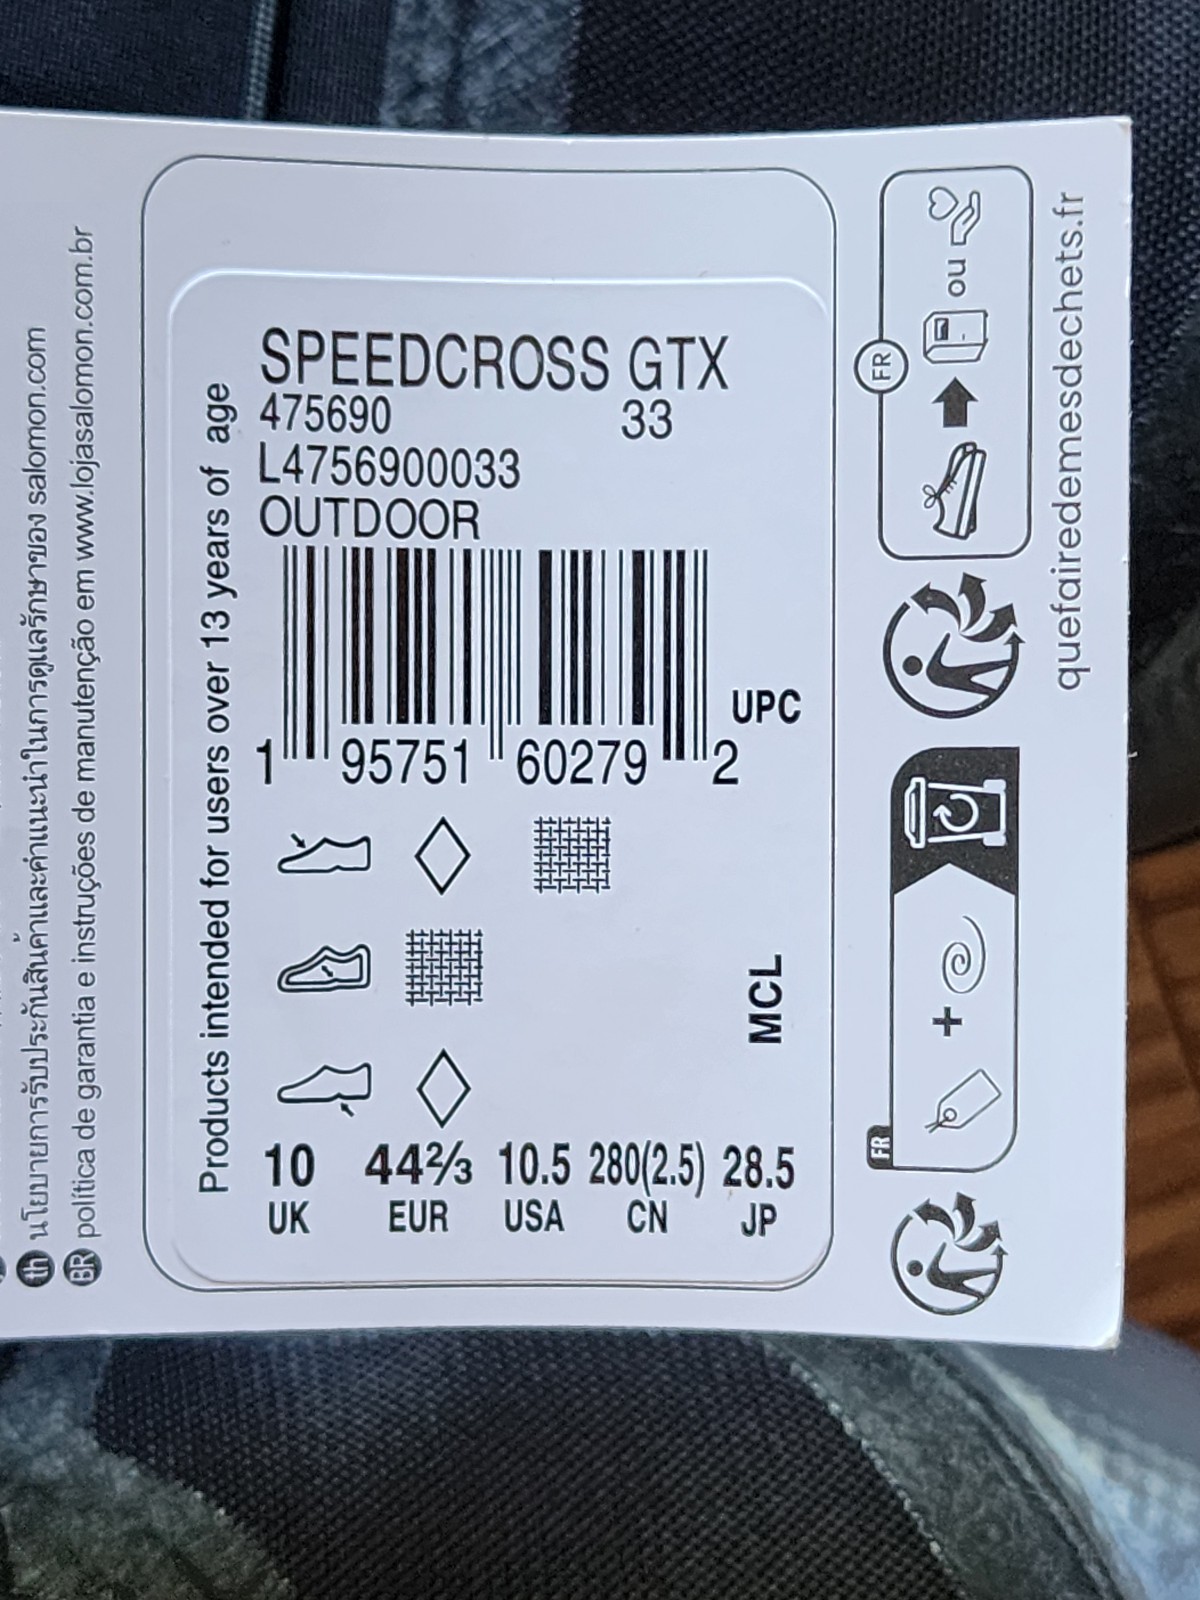 th นโยบายการรับประกันสินค้าและคำแนะนำในการดูแลรักษาของ salomon.com
BR política de garantia e instruções de manutenção em www.lojasalomon.com.br
Products intended for users over 13 years of age
SPEEDCROSS GTX
475690 33
L4756900033
OUTDOOR
1 95751 60279 2
UPC
MCL
10 44⅔ 10.5 280(2.5) 28.5
UK EUR USA CN JP
FR
FR
ou
quefairedemesdechets.fr